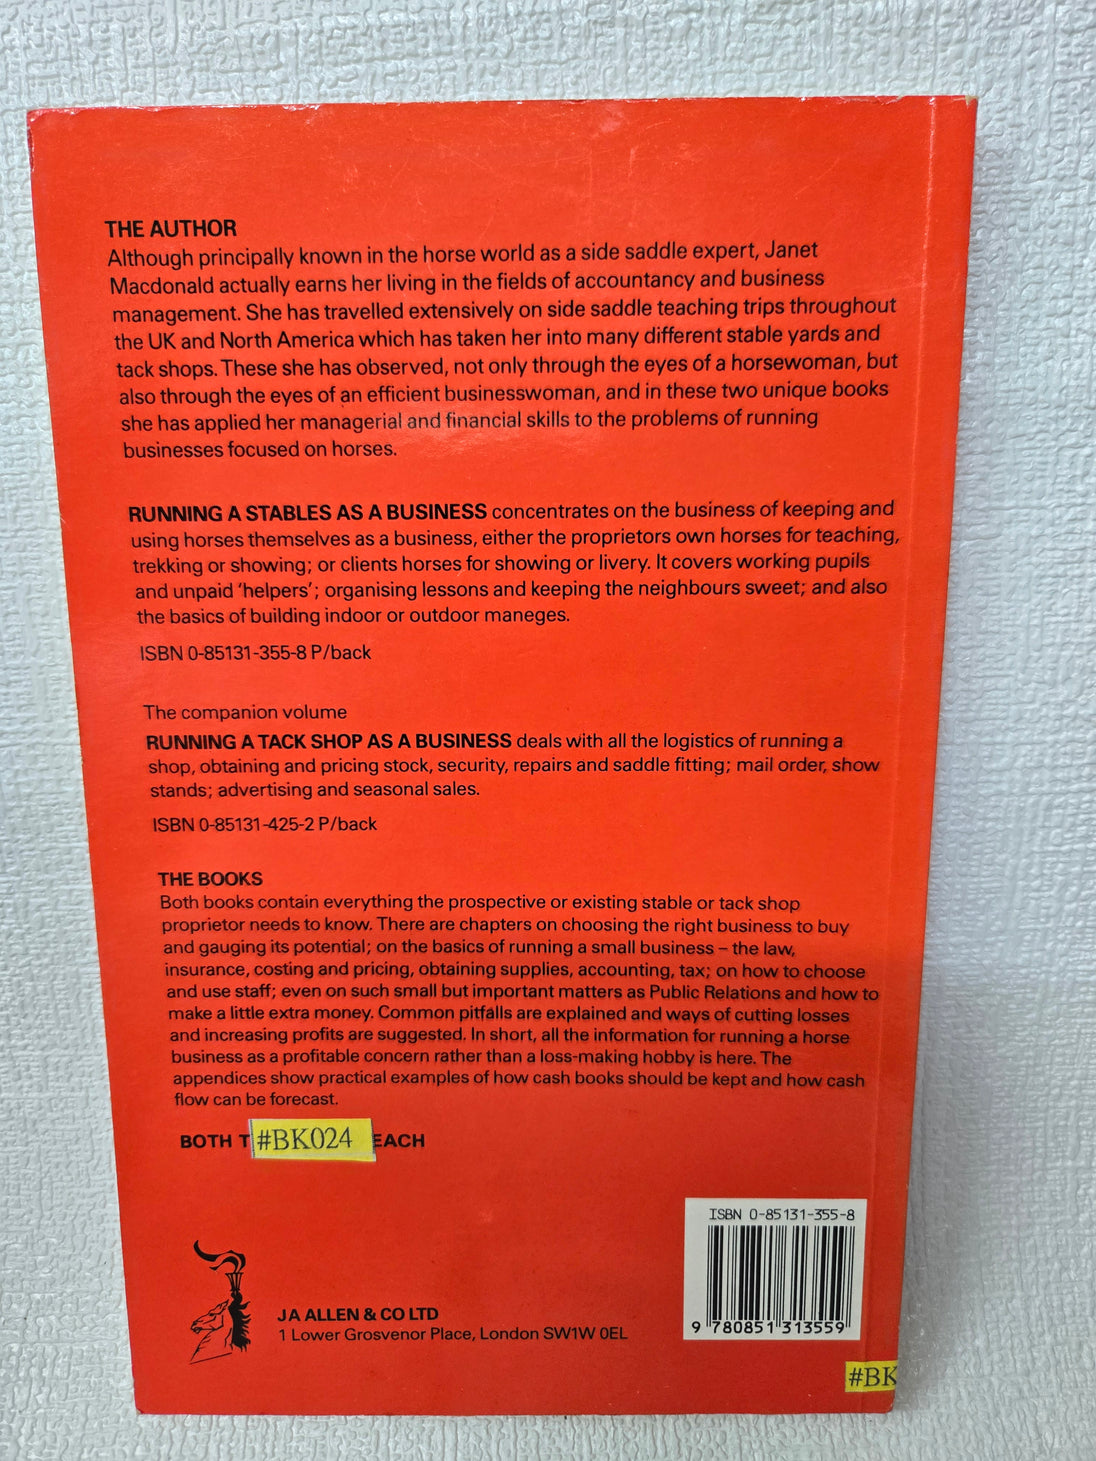 THE AUTHOR
Although principally known in the horse world as a side saddle expert, Janet
Macdonald actually earns her living in the fields of accountancy and business
management. She has travelled extensively on side saddle teaching trips throughout
the UK and North America which has taken her into many different stable yards and
tack shops. These she has observed, not only through the eyes of a horsewoman, but
also through the eyes of an efficient businesswoman, and in these two unique books
she has applied her managerial and financial skills to the problems of running
businesses focused on horses.
RUNNING A STABLES AS A BUSINESS concentrates on the business of keeping and
using horses themselves as a business, either the proprietors own horses for teaching,
trekking or showing; or clients horses for showing or livery. It covers working pupils
and unpaid ‘helpers’; organising lessons and keeping the neighbours sweet; and also
the basics of building indoor or outdoor maneges.
ISBN 0-85131-355-8 P/back
The companion volume
RUNNING A TACK SHOP AS A BUSINESS deals with all the logistics of running a
shop, obtaining and pricing stock, security, repairs and saddle fitting; mail order, show
stands; advertising and seasonal sales.
ISBN 0-85131-425-2 P/back
THE BOOKS
Both books contain everything the prospective or existing stable or tack shop
proprietor needs to know. There are chapters on choosing the right business to buy
and gauging its potential; on the basics of running a small business – the law,
insurance, costing and pricing, obtaining supplies, accounting, tax; on how to choose
and use staff; even on such small but important matters as Public Relations and how to
make a little extra money. Common pitfalls are explained and ways of cutting losses
and increasing profits are suggested. In short, all the information for running a horse
business as a profitable concern rather than a loss-making hobby is here. The
appendices show practical examples of how cash books should be kept and how cash
flow can be forecast.
BOTH T #BK024 EACH
ISBN 0-85131-355-8
9 780851 313559
JA ALLEN & CO LTD
1 Lower Grosvenor Place, London SW1W 0EL
#BK